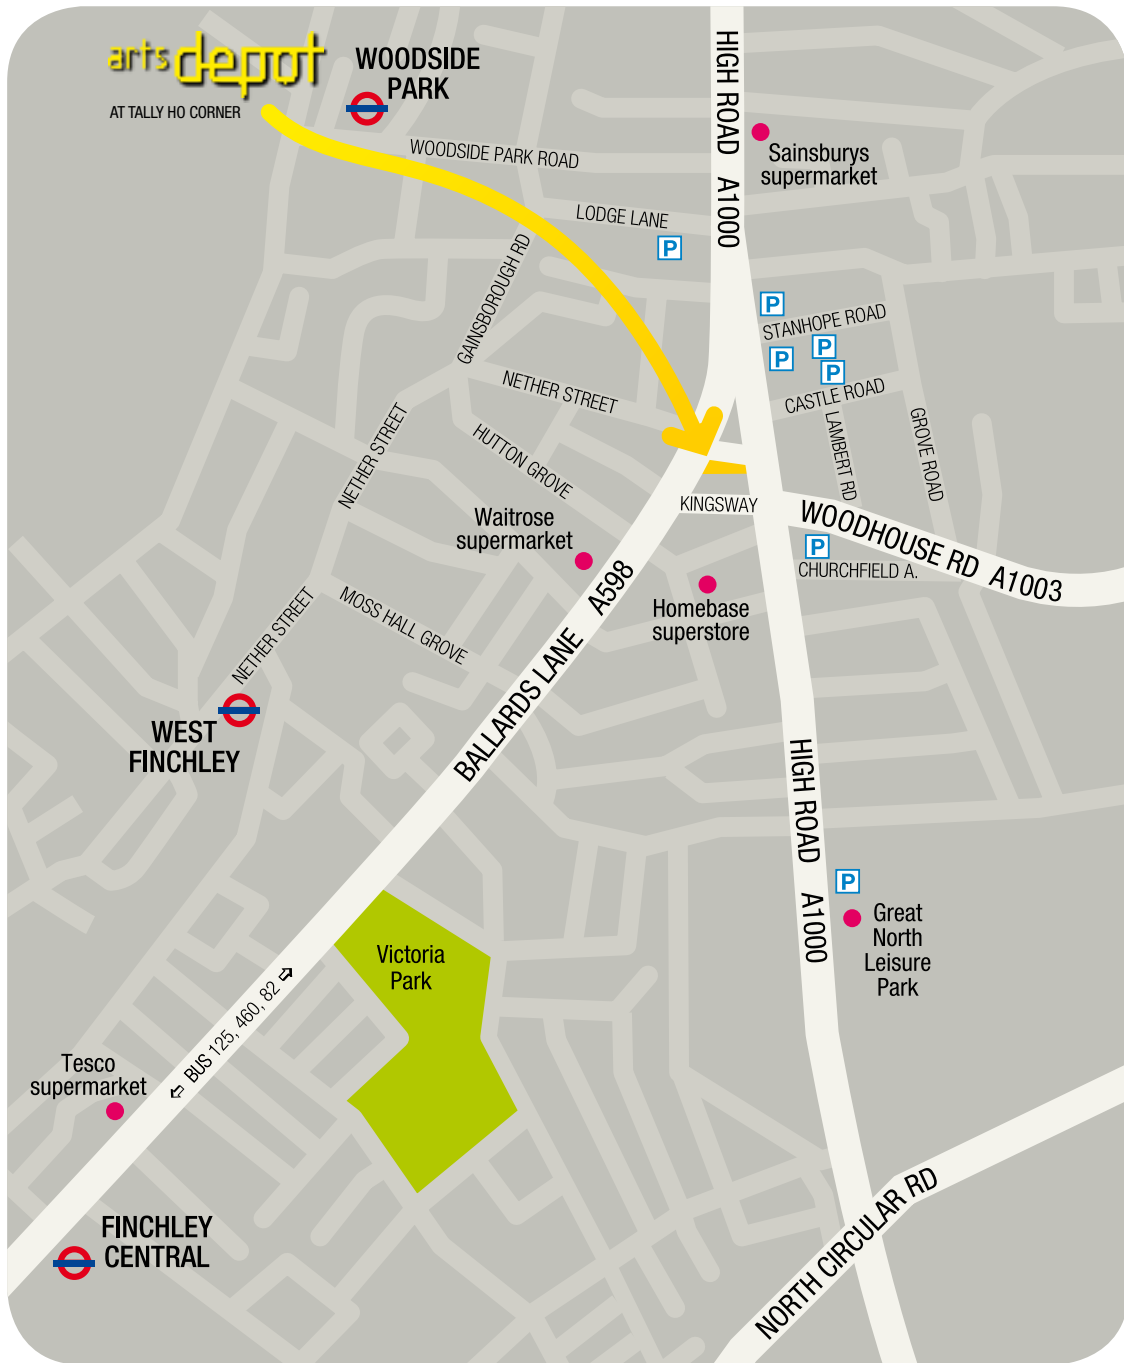 arts depot
AT TALLY HO CORNER
WOODSIDE
PARK
WOODSIDE PARK ROAD
HIGH ROAD A1000
Sainsburys
supermarket
LODGE LANE
P
GAINSBOROUGH RD
P
STANHOPE ROAD
P
P
P
CASTLE ROAD
NETHER STREET
LAMBERT RD
GROVE ROAD
NETHER STREET
HUTTON GROVE
KINGSWAY
WOODHOUSE RD A1003
Waitrose
supermarket
P
CHURCHFIELD A.
A598
Homebase
superstore
MOSS HALL GROVE
NETHER STREET
BALLARDS LANE
WEST
FINCHLEY
HIGH ROAD A1000
P
Great
North
Leisure
Park
Victoria
Park
BUS 125, 460, 82
Tesco
supermarket
FINCHLEY
CENTRAL
NORTH CIRCULAR RD